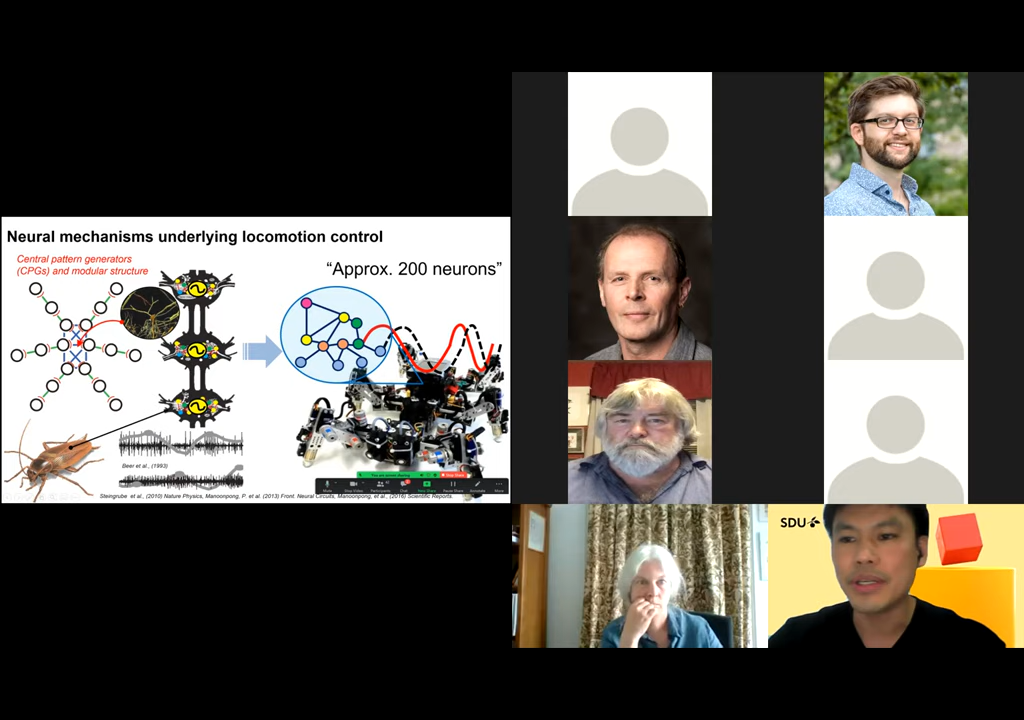 Neural mechanisms underlying locomotion control
Central pattern generators
(CPGs) and modular structure
“Approx. 200 neurons”
Beer et al., (1993)
Steingrube et al., (2010) Nature Physics, Manoonpong, P. et al. (2013) Front. Neural Circuits, Manoonpong, et al., (2016) Scientific Reports.
SDU